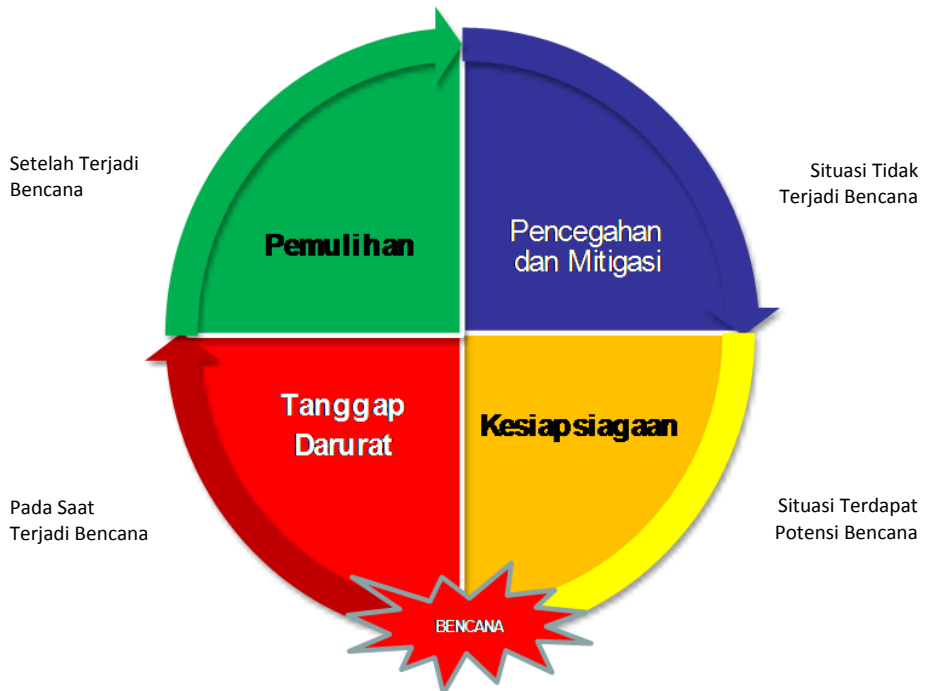 Setelah Terjadi
Bencana
Situasi Tidak
Terjadi Bencana
Pemulihan
Pencegahan
dan Mitigasi
Tanggap
Darurat
Kesiapsiagaan
Pada Saat
Terjadi Bencana
Situasi Terdapat
Potensi Bencana
BENCANA